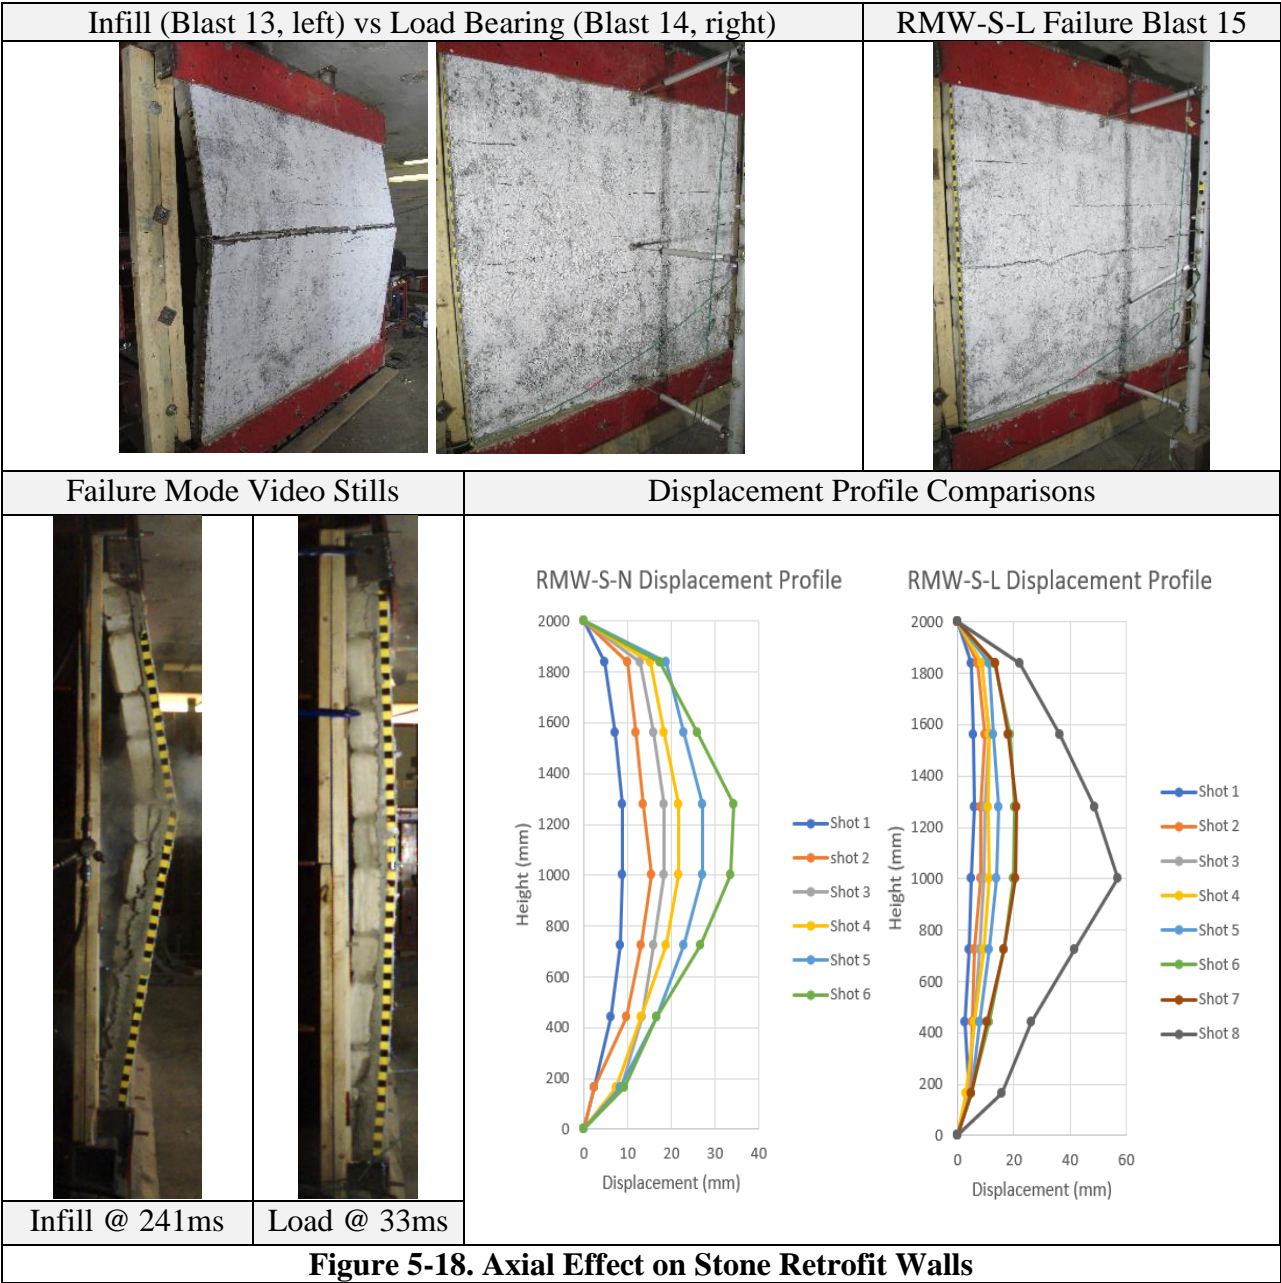 Infill (Blast 13, left) vs Load Bearing (Blast 14, right)
RMW-S-L Failure Blast 15
Failure Mode Video Stills
Displacement Profile Comparisons
RMW-S-N Displacement Profile
2000
1800
1600
1400
1200
1000
800
600
400
200
0
Height (mm)
0 10 20 30 40
Displacement (mm)
Shot 1
shot 2
Shot 3
Shot 4
Shot 5
Shot 6
RMW-S-L Displacement Profile
2000
1800
1600
1400
1200
1000
800
600
400
200
0
Height (mm)
0 20 40 60
Displacement (mm)
Shot 1
Shot 2
Shot 3
Shot 4
Shot 5
Shot 6
Shot 7
Shot 8
Infill @ 241ms
Load @ 33ms
Figure 5-18. Axial Effect on Stone Retrofit Walls